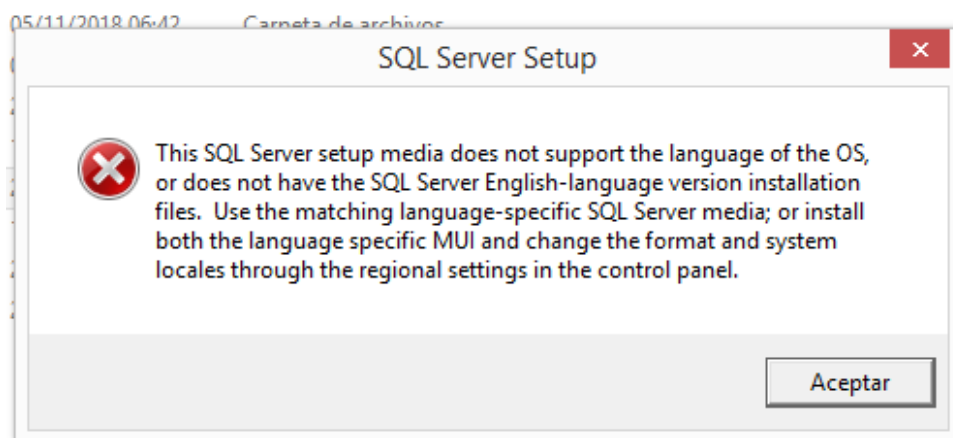 05/11/2018 06:42 Carpeta de archivos
SQL Server Setup
This SQL Server setup media does not support the language of the OS,
or does not have the SQL Server English-language version installation
files. Use the matching language-specific SQL Server media; or install
both the language specific MUI and change the format and system
locales through the regional settings in the control panel.
Aceptar